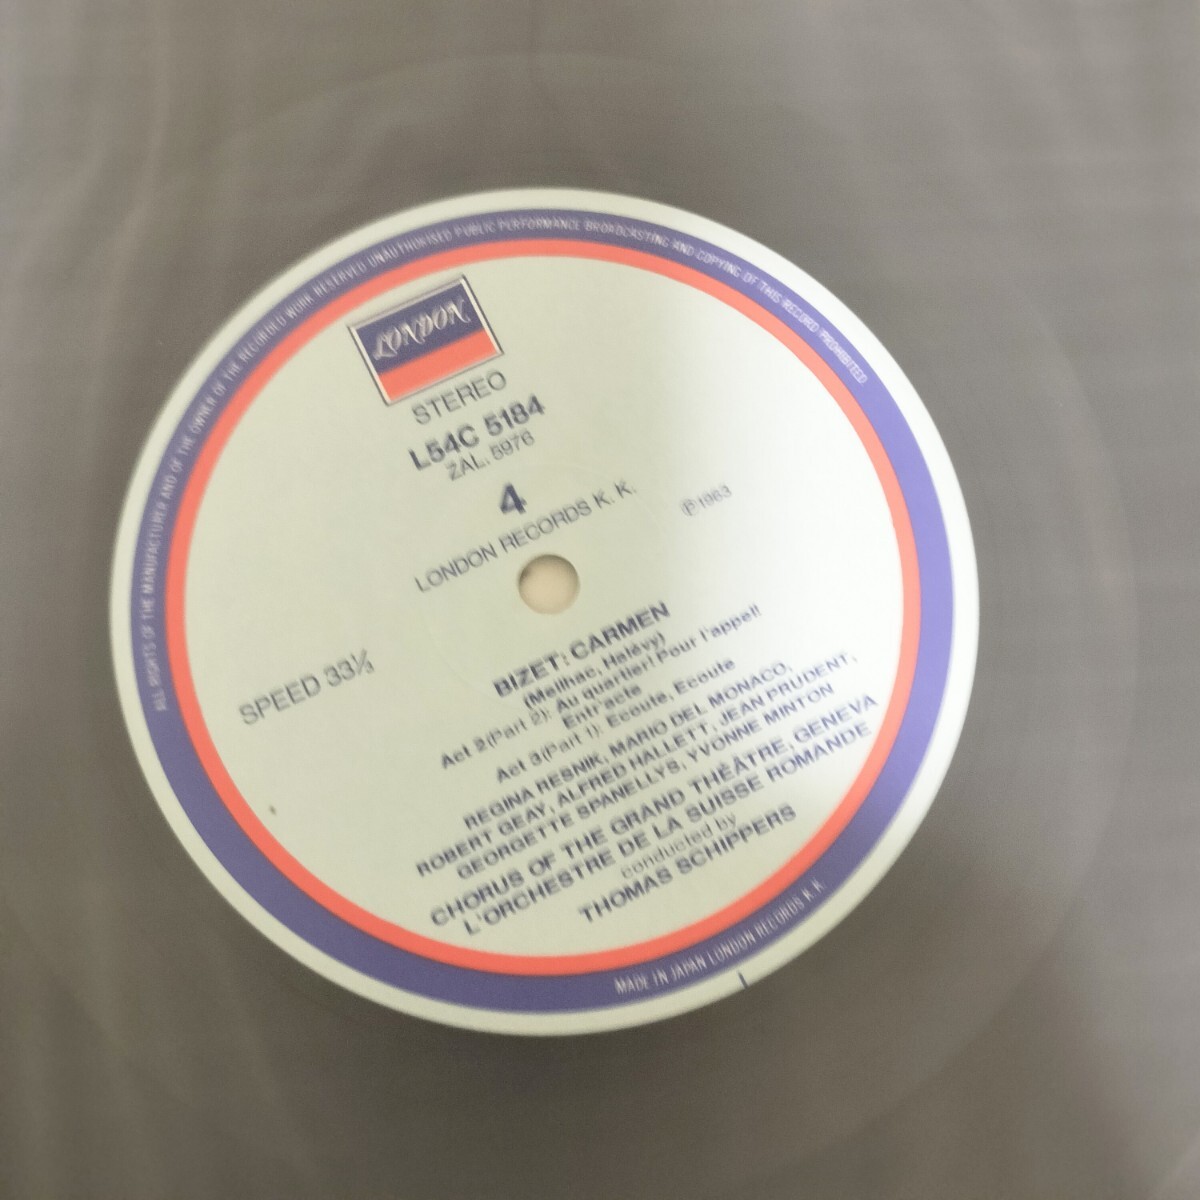 ALL RIGHTS OF THE MANUFACTURER AND OF THE OWNER OF THE RECORDED WORK RESERVED UNAUTHORISED PUBLIC PERFORMANCE BROADCASTING AND COPYING OF THIS RECORD PROHIBITED
LONDON
STEREO
L54C 5184
ZAL. 5976
4
LONDON RECORDS K. K.
℗1963
SPEED 33⅓
BIZET: CARMEN
(Meilhac, Halévy)
Act 2 (Part 2): Au quartier! Pour l'appel!
Entr'acte
Act 3 (Part 1): Ecoute, Ecoute
REGINA RESNIK, MARIO DEL MONACO,
ROBERT GEAY, ALFRED HALLETT, JEAN PRUDENT,
GEORGETTE SPANELLYS, YVONNE MINTON
CHORUS OF THE GRAND THÉÂTRE, GENEVA
L'ORCHESTRE DE LA SUISSE ROMANDE
conducted by
THOMAS SCHIPPERS
MADE IN JAPAN LONDON RECORDS K.K.